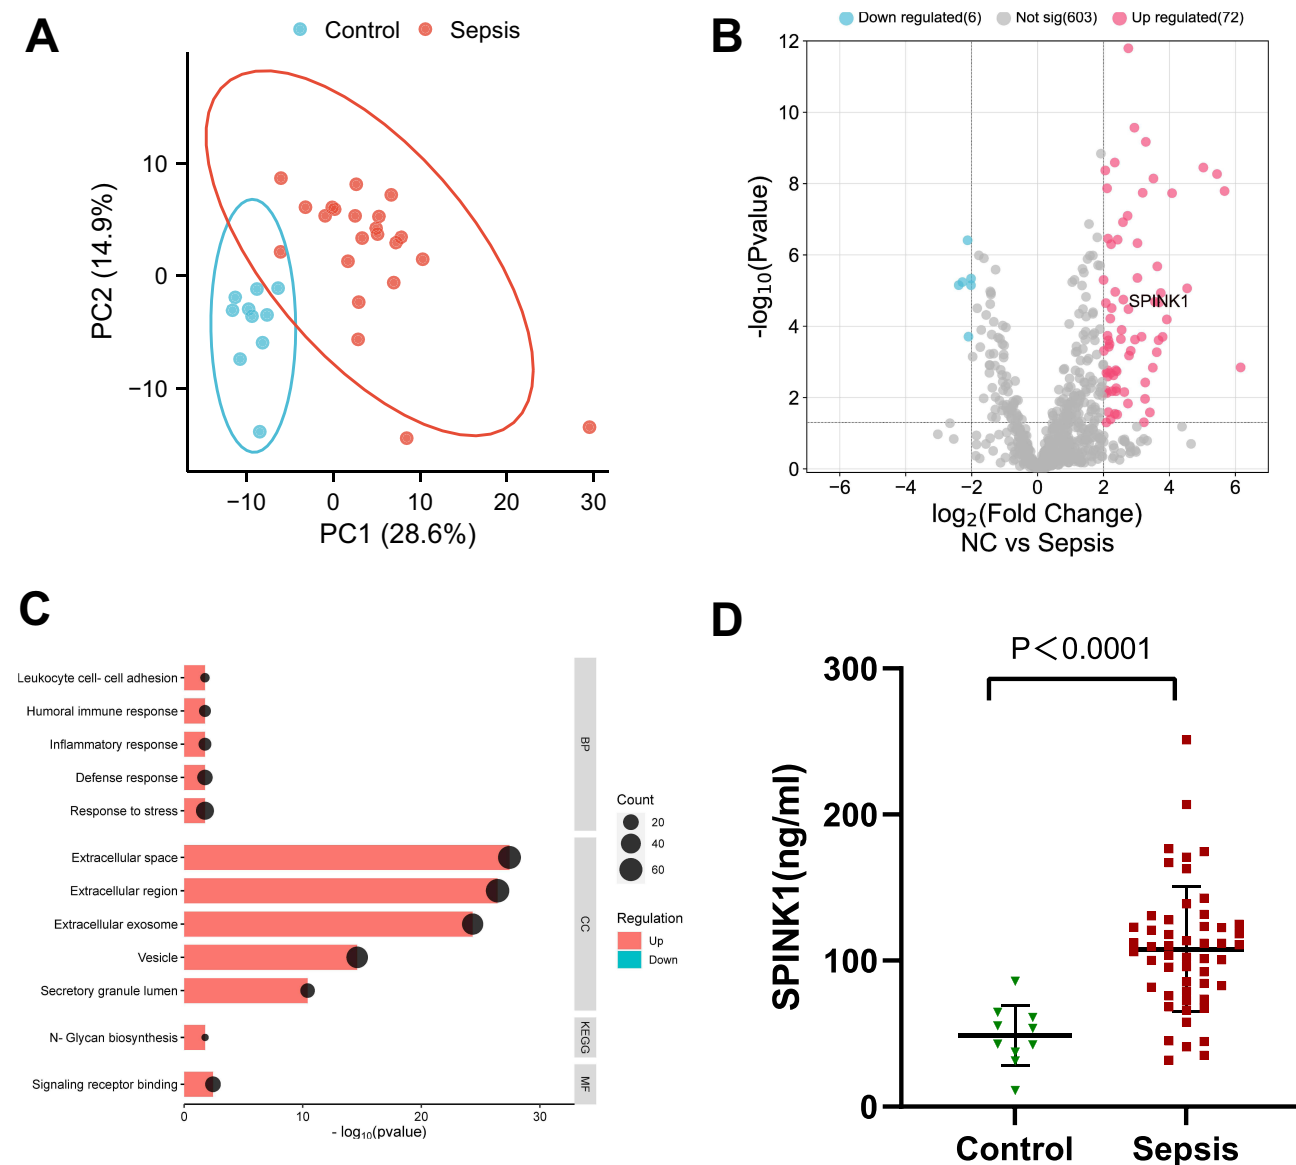 A
Control
Sepsis
PC2 (14.9%)
10
0
−10
−10
0
10
20
30
PC1 (28.6%)
B
Down regulated(6)
Not sig(603)
Up regulated(72)
-log10(Pvalue)
12
10
8
6
4
2
0
SPINK1
−6
−4
−2
0
2
4
6
log2(Fold Change)
NC vs Sepsis
C
Leukocyte cell- cell adhesion
Humoral immune response
Inflammatory response
Defense response
Response to stress
Extracellular space
Extracellular region
Extracellular exosome
Vesicle
Secretory granule lumen
N- Glycan biosynthesis
Signaling receptor binding
BP
CC
KEGG
MF
0
10
20
30
- log10(pvalue)
Count
20
40
60
Regulation
Up
Down
D
P＜0.0001
SPINK1(ng/ml)
300
200
100
0
Control
Sepsis